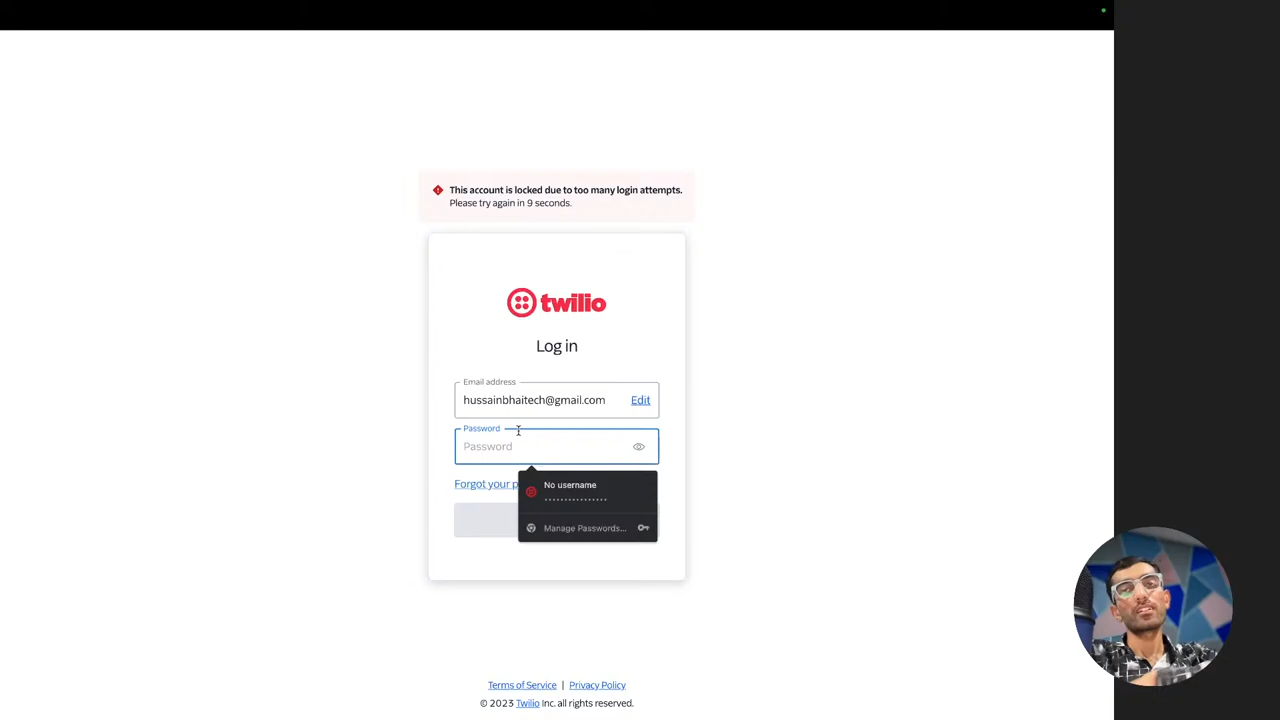 This account is locked due to too many login attempts.
Please try again in 9 seconds.
twilio
Log in
Email address
hussainbhaitech@gmail.com Edit
Password
Password
Forgot your p
No username
Manage Passwords...
Terms of Service | Privacy Policy
© 2023 Twilio Inc. all rights reserved.